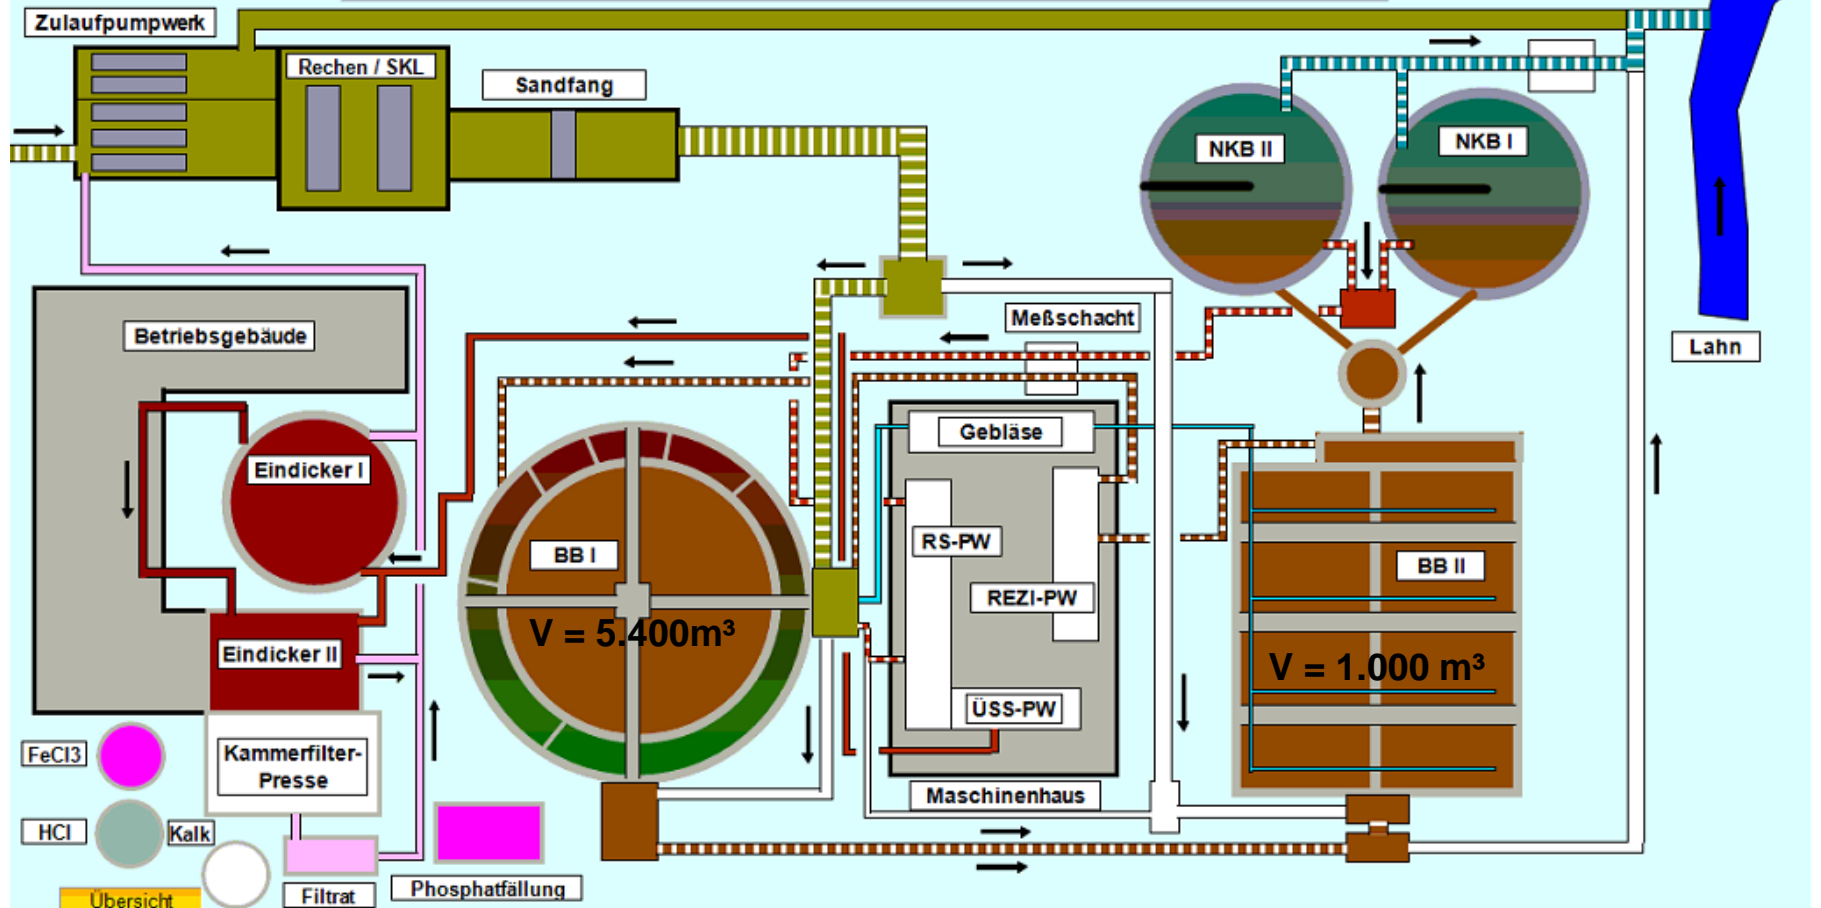 Zulaufpumpwerk
Rechen / SKL
Sandfang
NKB II
NKB I
Meßschacht
Lahn
Betriebsgebäude
Gebläse
Eindicker I
BB I
RS-PW
BB II
REZI-PW
V = 5.400m³
Eindicker II
V = 1.000 m³
ÜSS-PW
FeCl3
Kammerfilter-
Presse
Maschinenhaus
HCl
Kalk
Phosphatfällung
Filtrat
Übersicht